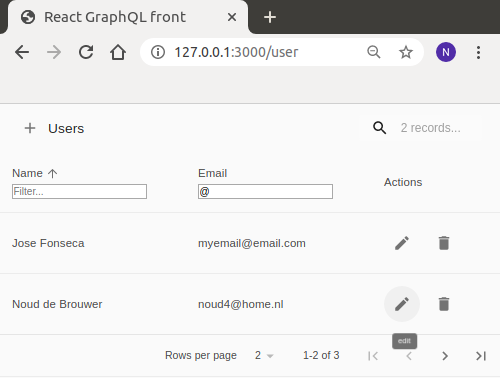 React GraphQL front
127.0.0.1:3000/user
N
Users
2 records...
Name Email Actions
Filter... @
Jose Fonseca myemail@email.com
Noud de Brouwer noud4@home.nl
edit
Rows per page 2 1-2 of 3